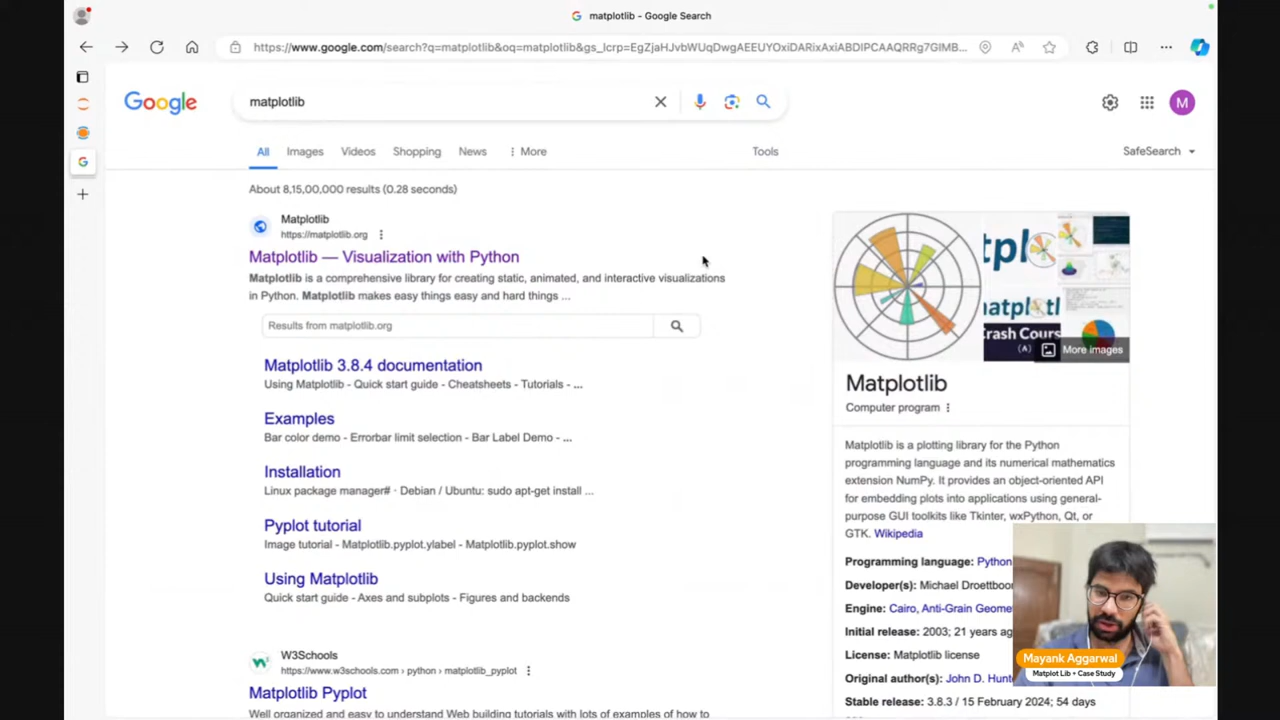 matplotlib - Google Search
https://www.google.com/search?q=matplotlib&oq=matplotlib&gs_lcrp=EgZjaHJvbWUqDggAEEUYOxiDARixAxiABDIPCAAQRRg7GIMB...
Google
matplotlib
M
All Images Videos Shopping News More Tools
SafeSearch
About 8,15,00,000 results (0.28 seconds)
Matplotlib
https://matplotlib.org
Matplotlib — Visualization with Python
Matplotlib is a comprehensive library for creating static, animated, and interactive visualizations
in Python. Matplotlib makes easy things easy and hard things ...
Results from matplotlib.org
Matplotlib 3.8.4 documentation
Using Matplotlib - Quick start guide - Cheatsheets - Tutorials - ...
Examples
Bar color demo - Errorbar limit selection - Bar Label Demo - ...
Installation
Linux package manager# · Debian / Ubuntu: sudo apt-get install ...
Pyplot tutorial
Image tutorial - Matplotlib.pyplot.ylabel - Matplotlib.pyplot.show
Using Matplotlib
Quick start guide - Axes and subplots - Figures and backends
W3Schools
https://www.w3schools.com › python › matplotlib_pyplot
Matplotlib Pyplot
Well organized and easy to understand Web building tutorials with lots of examples of how to
tpl
natpl
Crash Cours
(A)
More images
Matplotlib
Computer program
Matplotlib is a plotting library for the Python
programming language and its numerical mathematics
extension NumPy. It provides an object-oriented API
for embedding plots into applications using general-
purpose GUI toolkits like Tkinter, wxPython, Qt, or
GTK. Wikipedia
Programming language: Python
Developer(s): Michael Droettboo
Engine: Cairo, Anti-Grain Geome
Initial release: 2003; 21 years ag
License: Matplotlib license
Original author(s): John D. Hunt
Stable release: 3.8.3 / 15 February 2024; 54 days
Mayank Aggarwal
Matplot Lib + Case Study